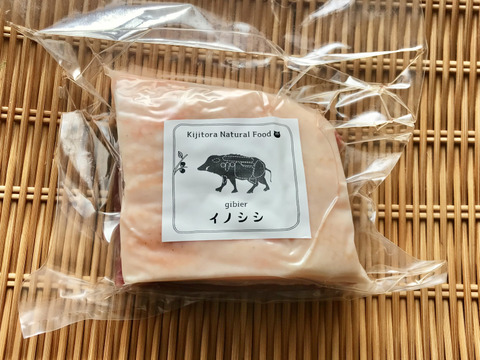 Kijitora Natural Food
gibier
イノシシ